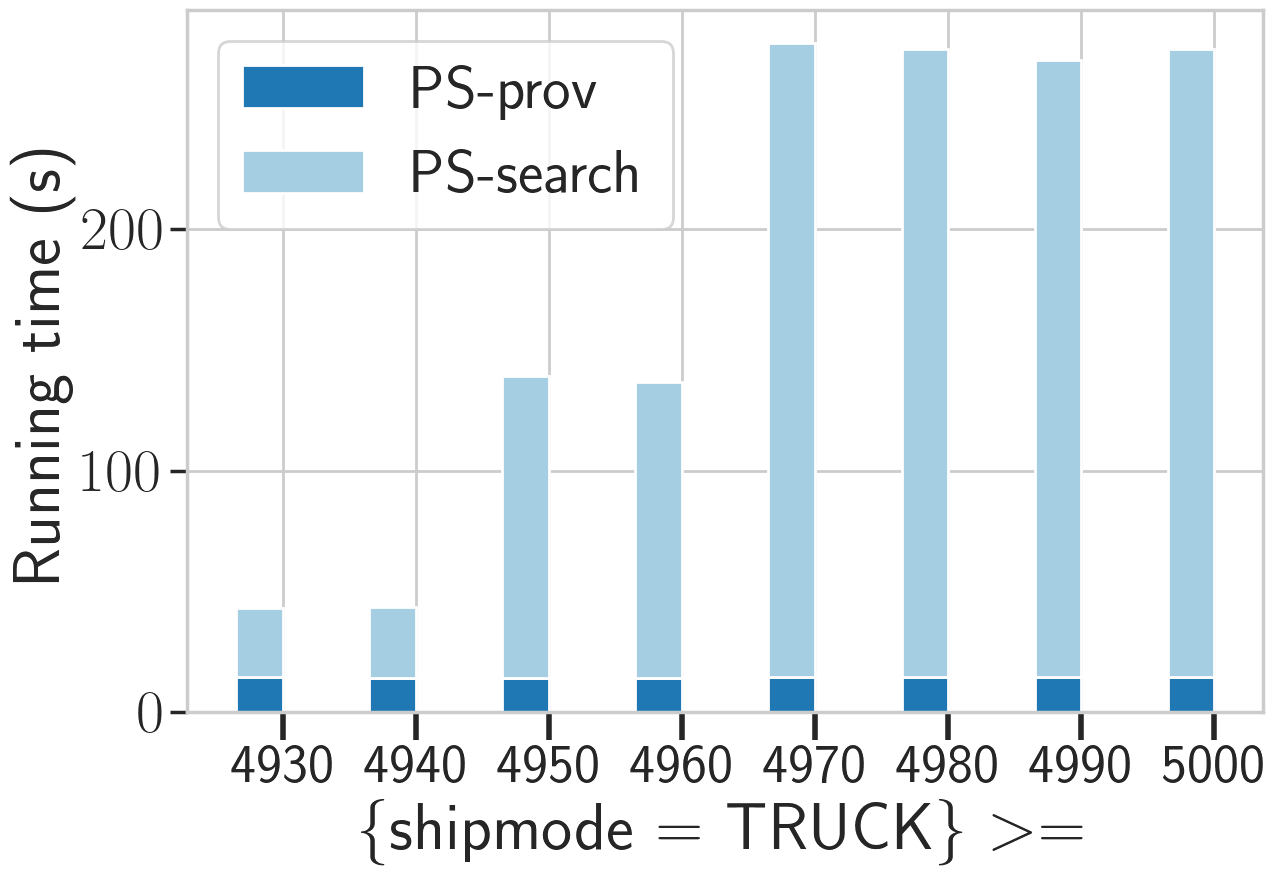 PS-prov
PS-search
Running time (s)
200
100
0
4930 4940 4950 4960 4970 4980 4990 5000
{shipmode = TRUCK} >=